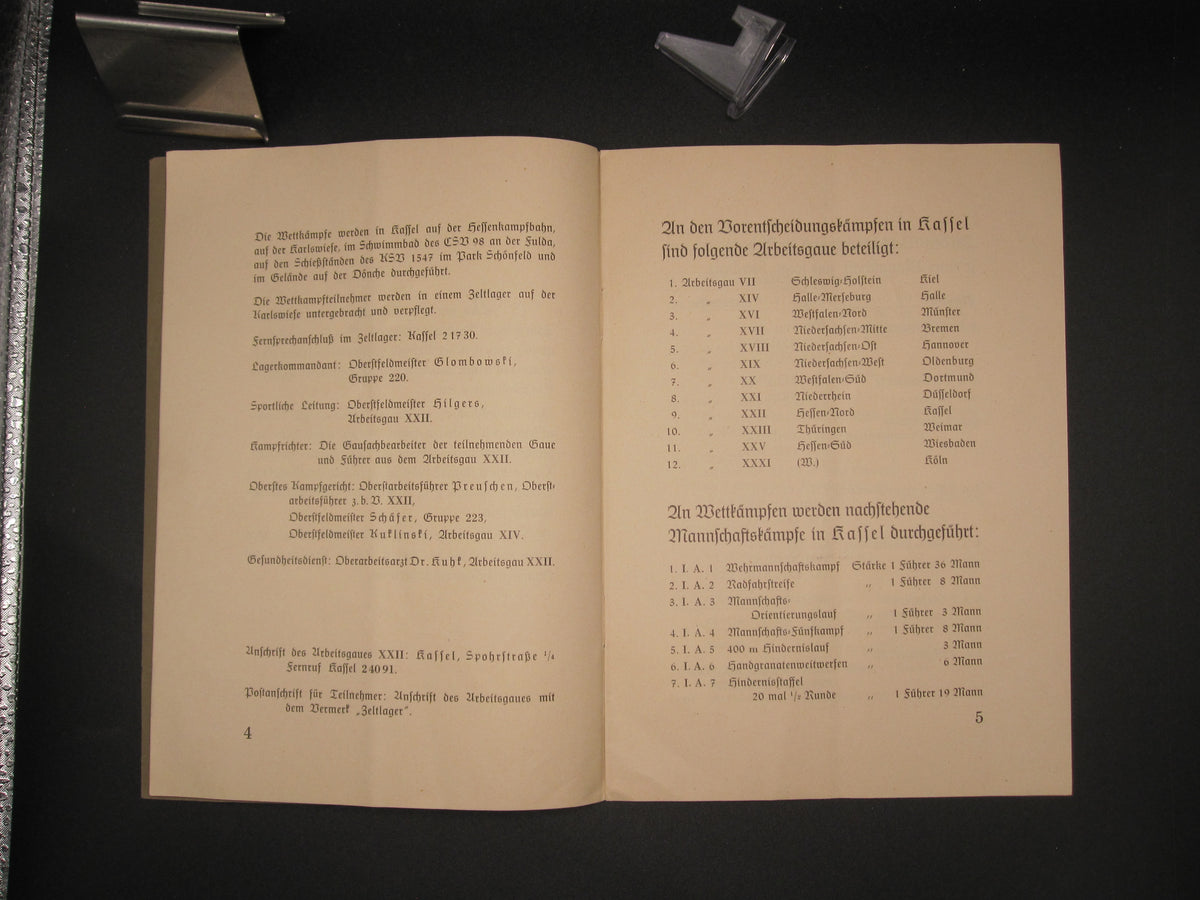 Die Wettkämpfe werden in Kassel auf der Hessenkampfbahn,
auf der Karlswiese, im Schwimmbad des CSV 98 an der Fulda,
auf den Schießständen des KSV 1547 im Park Schönfeld und
im Gelände auf der Dönche durchgeführt.
Die Wettkampfteilnehmer werden in einem Zeltlager auf der
Karlswiese untergebracht und verpflegt.
Fernsprechanschluß im Zeltlager: Kassel 2 17 30.
Lagerkommandant: Oberstfeldmeister Glombowski,
Gruppe 220.
Sportliche Leitung: Oberstfeldmeister Hilgers,
Arbeitsgau XXII.
Kampfrichter: Die Gaufachbearbeiter der teilnehmenden Gaue
und Führer aus dem Arbeitsgau XXII.
Oberstes Kampfgericht: Oberstarbeitsführer Preuschen, Oberst-
arbeitsführer z. b. V. XXII,
Oberstfeldmeister Schäfer, Gruppe 223,
Oberstfeldmeister Kuklinski, Arbeitsgau XIV.
Gesundheitsdienst: Oberarbeitsarzt Dr. Kuhk, Arbeitsgau XXII.
Anschrift des Arbeitsgaues XXII: Kassel, Spohrstraße ¹/₄
Fernruf Kassel 2 40 91.
Postanschrift für Teilnehmer: Anschrift des Arbeitsgaues mit
dem Vermerk „Zeltlager".
4
An den Vorentscheidungskämpfen in Kassel
sind folgende Arbeitsgaue beteiligt:
1. Arbeitsgau VII Schleswig-Holstein Kiel
2. „ XIV Halle-Merseburg Halle
3. „ XVI Westfalen-Nord Münster
4. „ XVII Niedersachsen-Mitte Bremen
5. „ XVIII Niedersachsen-Ost Hannover
6. „ XIX Niedersachsen-West Oldenburg
7. „ XX Westfalen-Süd Dortmund
8. „ XXI Niederrhein Düsseldorf
9. „ XXII Hessen-Nord Kassel
10. „ XXIII Thüringen Weimar
11. „ XXV Hessen-Süd Wiesbaden
12. „ XXXI (W.) Köln
An Wettkämpfen werden nachstehende
Mannschaftskämpfe in Kassel durchgeführt:
1. I. A. 1 Wehrmannschaftskampf Stärke 1 Führer 36 Mann
2. I. A. 2 Radfahrstreife „ 1 Führer 8 Mann
3. I. A. 3 Mannschafts-
Orientierungslauf „ 1 Führer 3 Mann
4. I. A. 4 Mannschafts-Fünfkampf „ 1 Führer 8 Mann
5. I. A. 5 400 m Hindernislauf „ 3 Mann
6. I. A. 6 Handgranatenweitwerfen „ 6 Mann
7. I. A. 7 Hindernisstaffel
20 mal ¹/₂ Runde „ 1 Führer 19 Mann
5